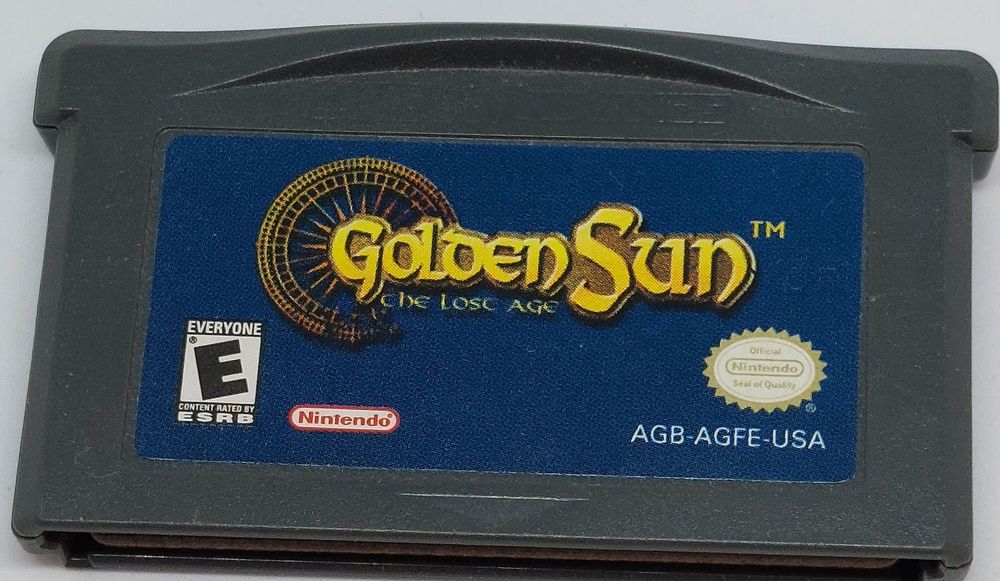 Golden Sun™
The Lost Age
EVERYONE
E®
CONTENT RATED BY
ESRB
Nintendo®
Official
Nintendo
Seal of Quality
®
AGB-AGFE-USA